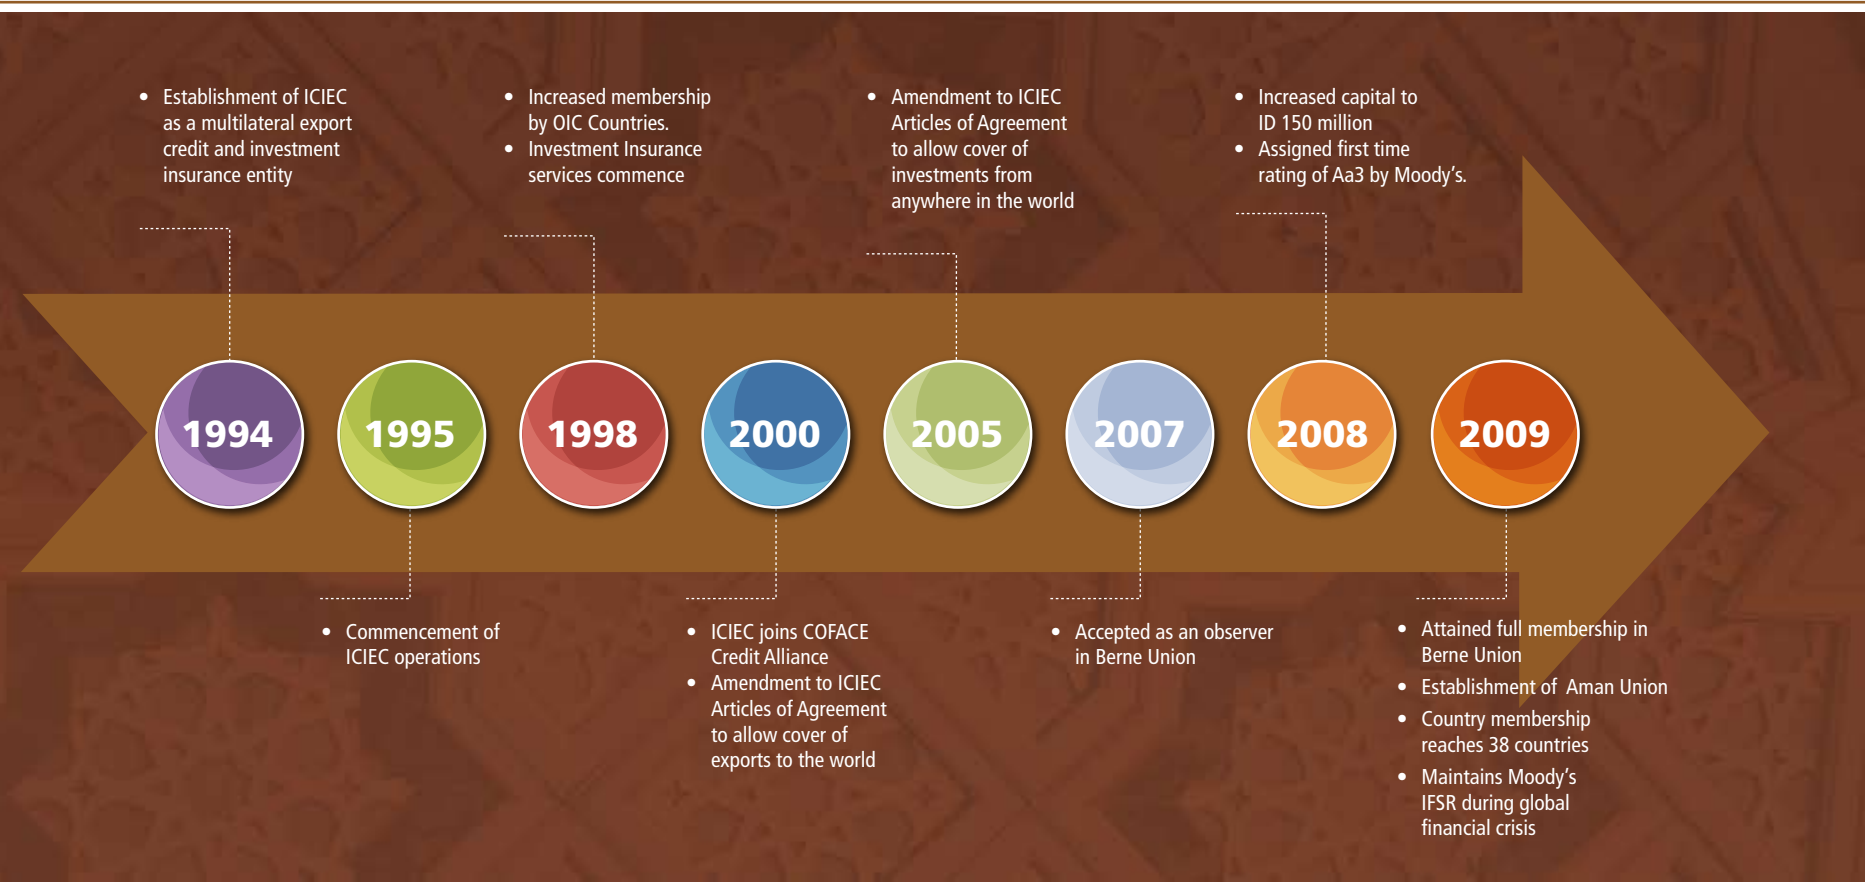 • Establishment of ICIEC
as a multilateral export
credit and investment
insurance entity
• Increased membership
by OIC Countries.
• Investment Insurance
services commence
• Amendment to ICIEC
Articles of Agreement
to allow cover of
investments from
anywhere in the world
• Increased capital to
ID 150 million
• Assigned first time
rating of Aa3 by Moody’s.
1994
1995
1998
2000
2005
2007
2008
2009
• Commencement of
ICIEC operations
• ICIEC joins COFACE
Credit Alliance
• Amendment to ICIEC
Articles of Agreement
to allow cover of
exports to the world
• Accepted as an observer
in Berne Union
• Attained full membership in
Berne Union
• Establishment of Aman Union
• Country membership
reaches 38 countries
• Maintains Moody’s
IFSR during global
financial crisis